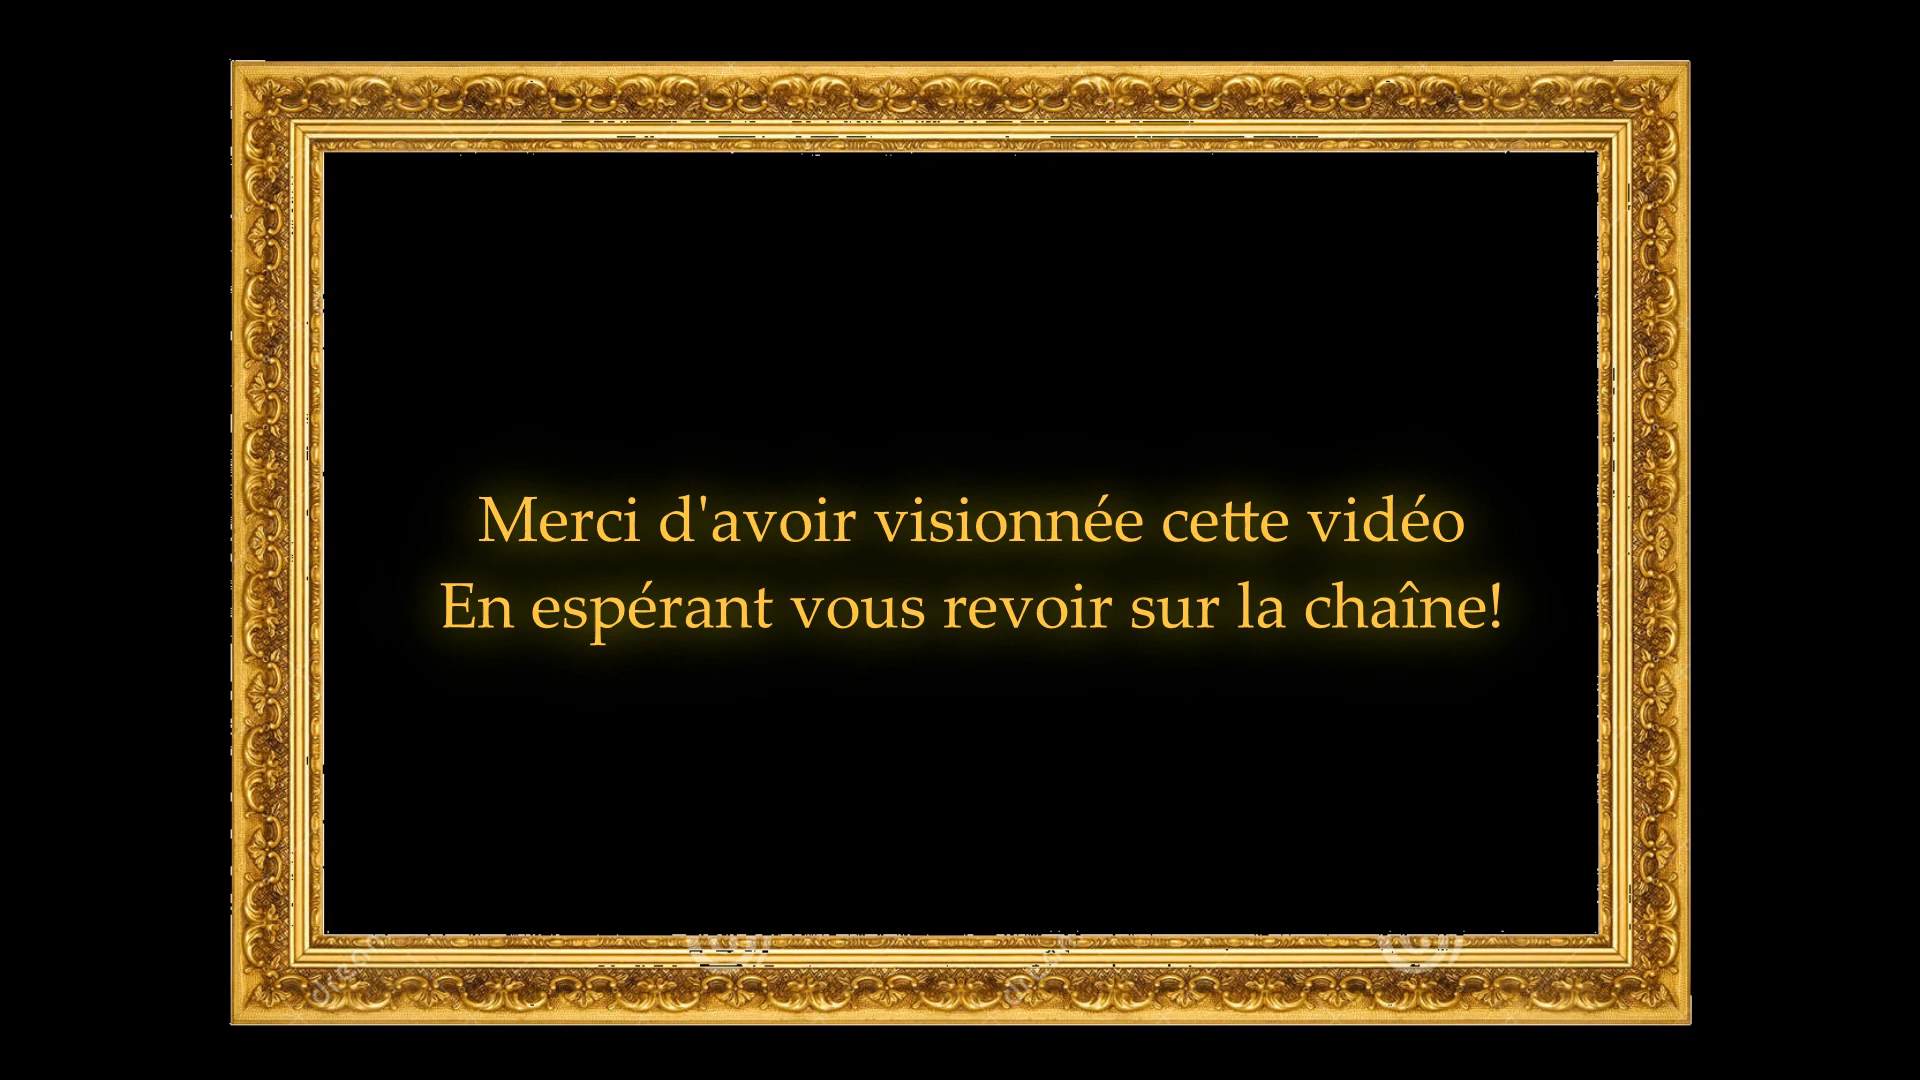 Merci d'avoir visionnée cette vidéo
En espérant vous revoir sur la chaîne!